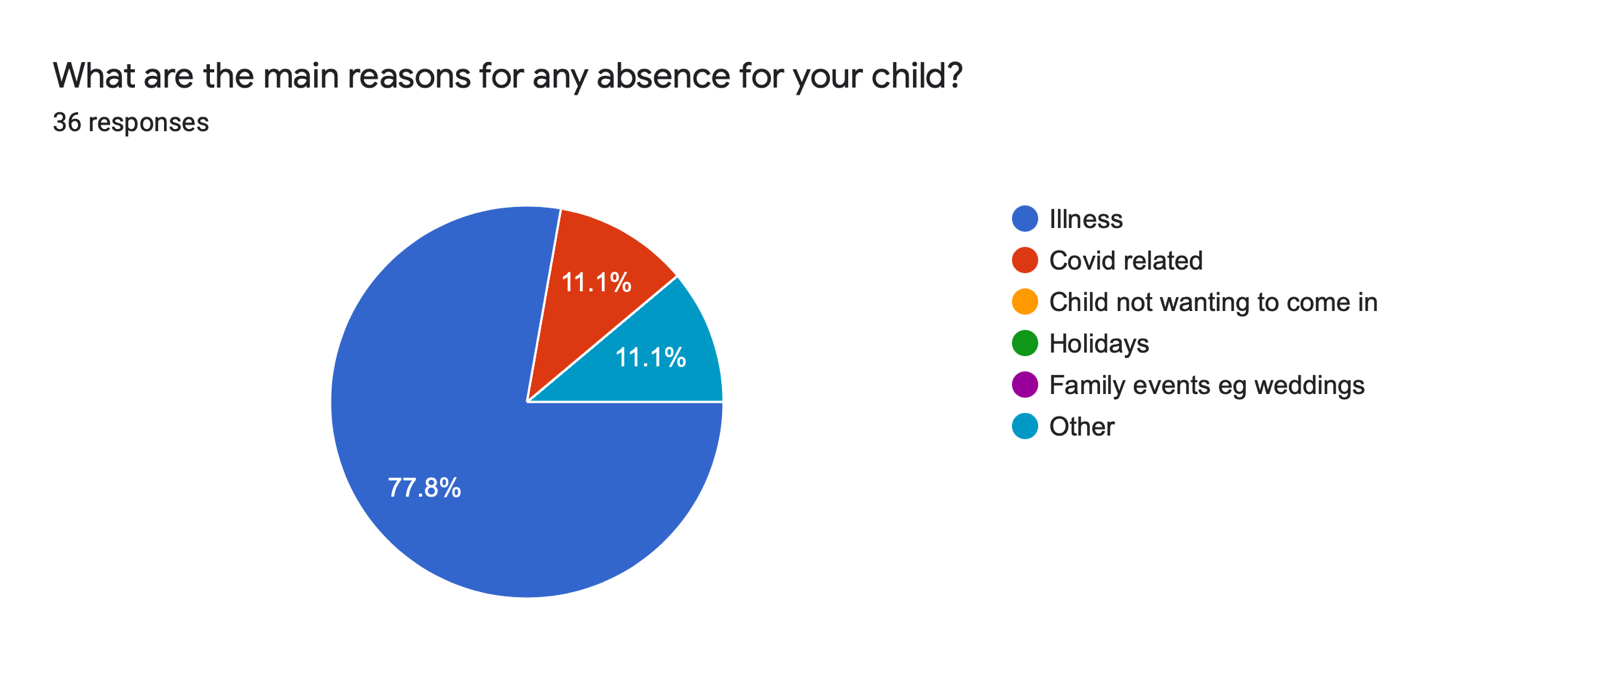 What are the main reasons for any absence for your child?
36 responses
11.1%
11.1%
77.8%
Illness
Covid related
Child not wanting to come in
Holidays
Family events eg weddings
Other